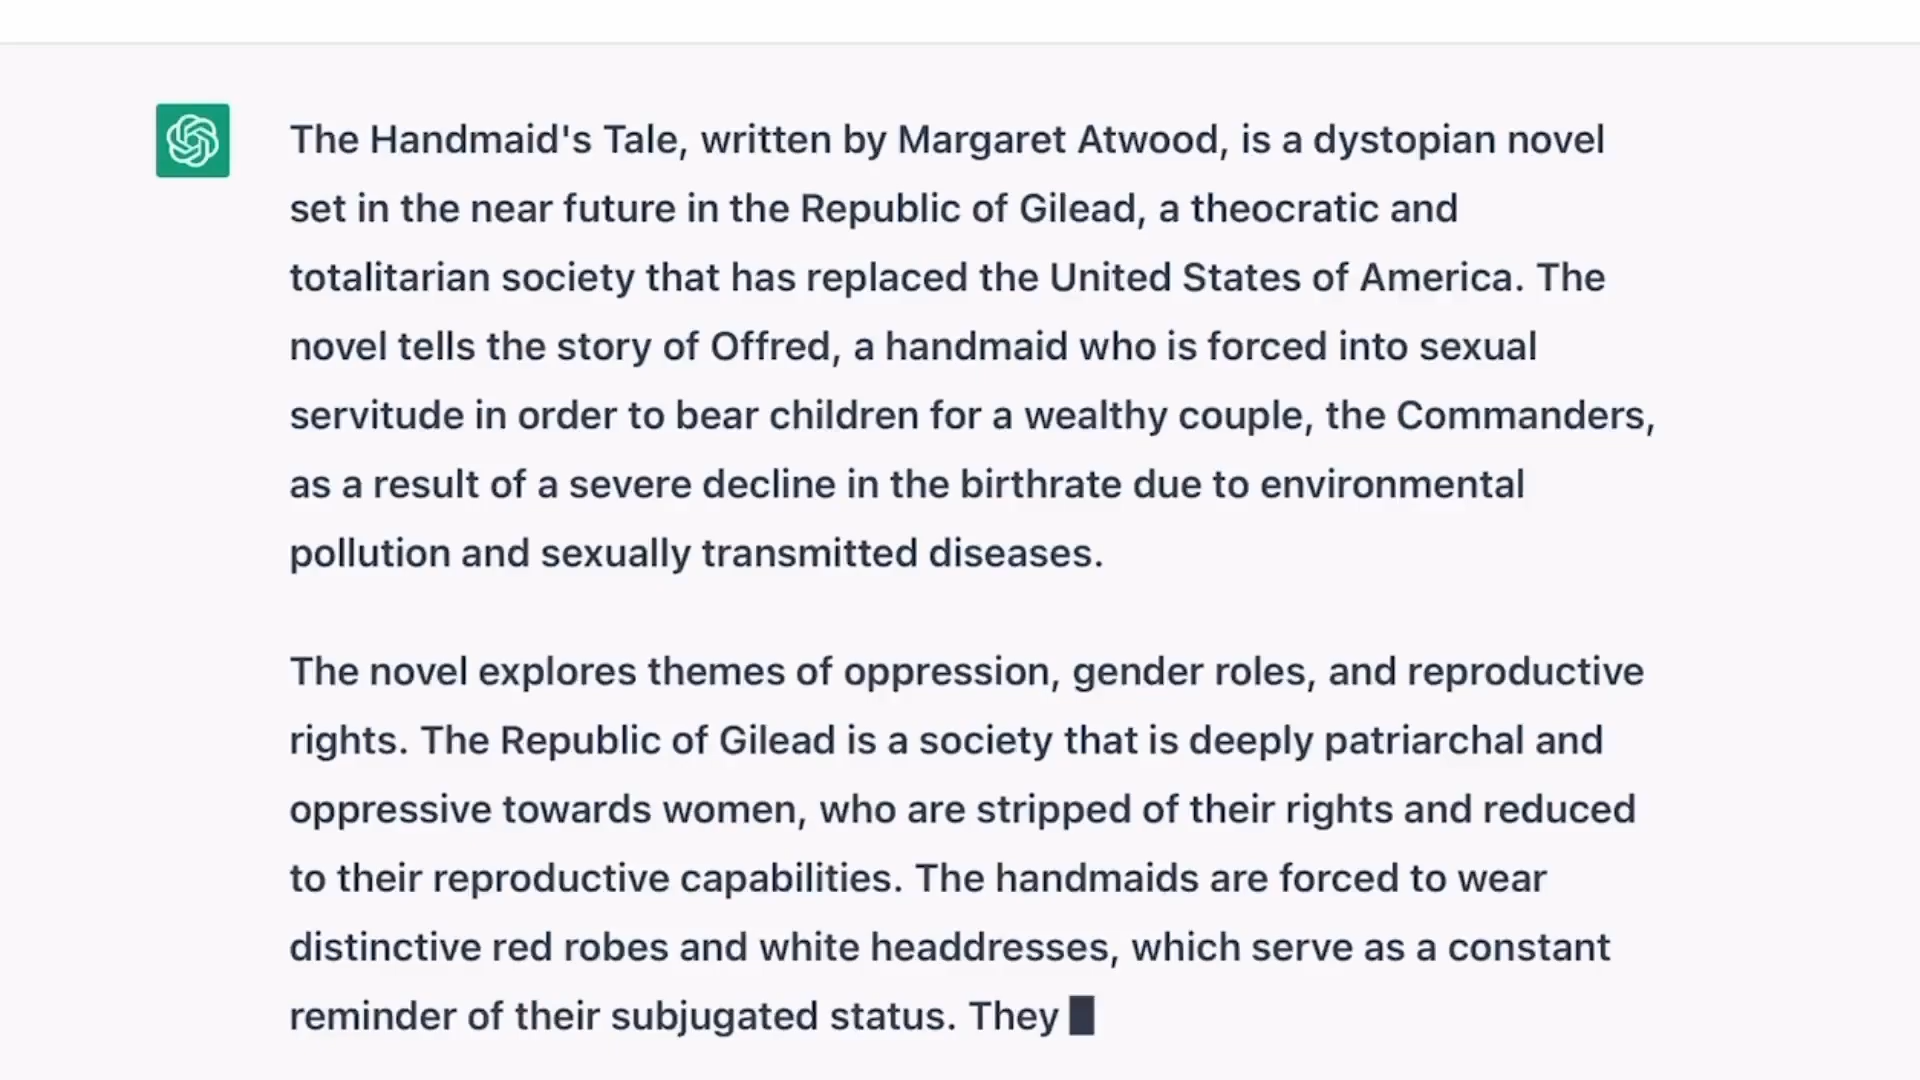 The Handmaid's Tale, written by Margaret Atwood, is a dystopian novel
set in the near future in the Republic of Gilead, a theocratic and
totalitarian society that has replaced the United States of America. The
novel tells the story of Offred, a handmaid who is forced into sexual
servitude in order to bear children for a wealthy couple, the Commanders,
as a result of a severe decline in the birthrate due to environmental
pollution and sexually transmitted diseases.
The novel explores themes of oppression, gender roles, and reproductive
rights. The Republic of Gilead is a society that is deeply patriarchal and
oppressive towards women, who are stripped of their rights and reduced
to their reproductive capabilities. The handmaids are forced to wear
distinctive red robes and white headdresses, which serve as a constant
reminder of their subjugated status. They